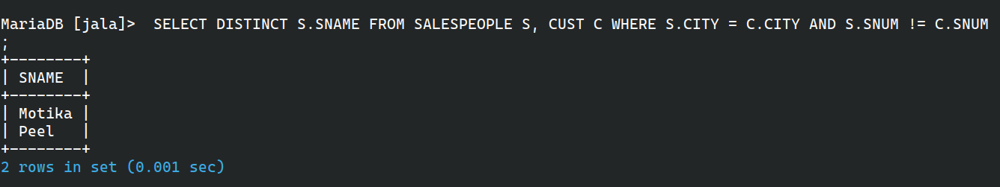 MariaDB [jala]>  SELECT DISTINCT S.SNAME FROM SALESPEOPLE S, CUST C WHERE S.CITY = C.CITY AND S.SNUM != C.SNUM
;
+--------+
| SNAME  |
+--------+
| Motika |
| Peel   |
+--------+
2 rows in set (0.001 sec)